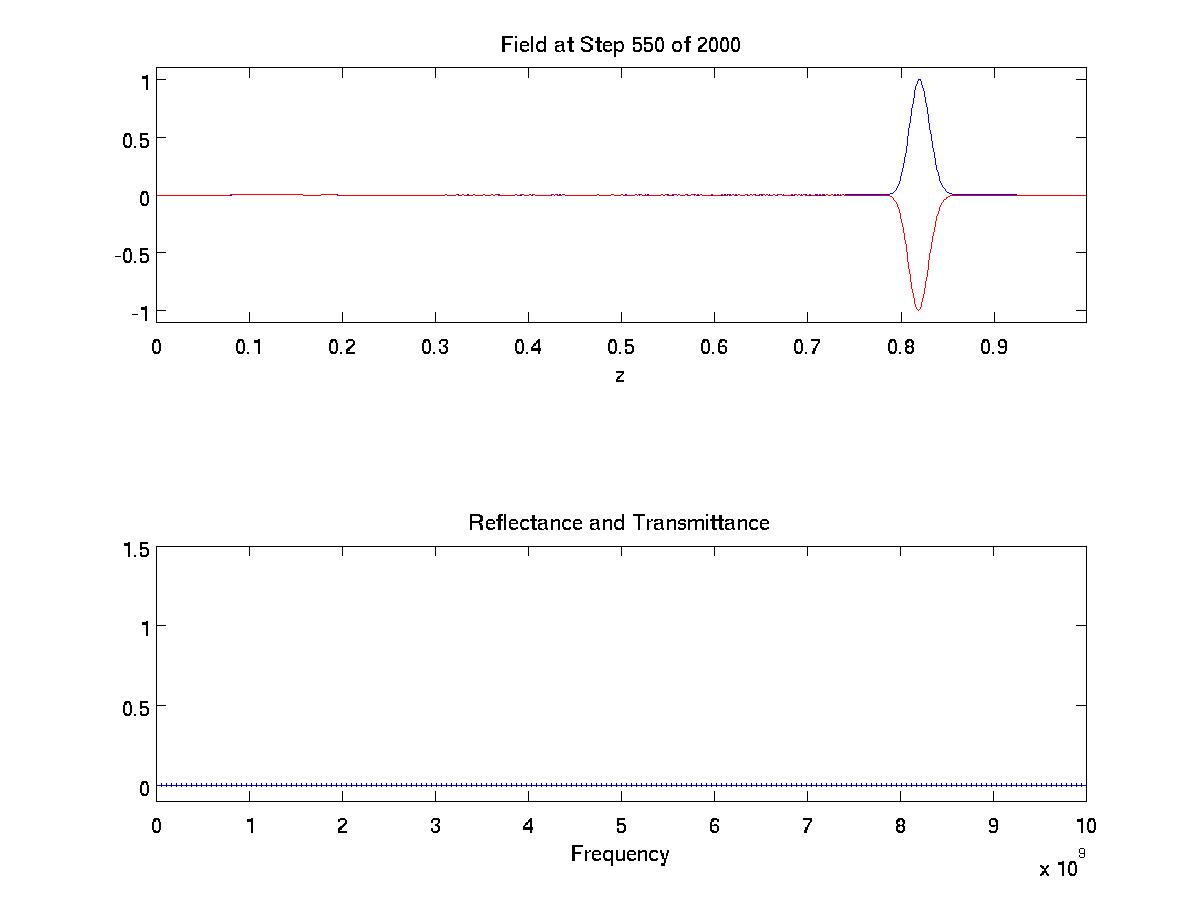 Field at Step 550 of 2000
1
0.5
0
-0.5
-1
0 0.1 0.2 0.3 0.4 0.5 0.6 0.7 0.8 0.9
z
Reflectance and Transmittance
1.5
1
0.5
0
0 1 2 3 4 5 6 7 8 9 10
Frequency
x 10^9